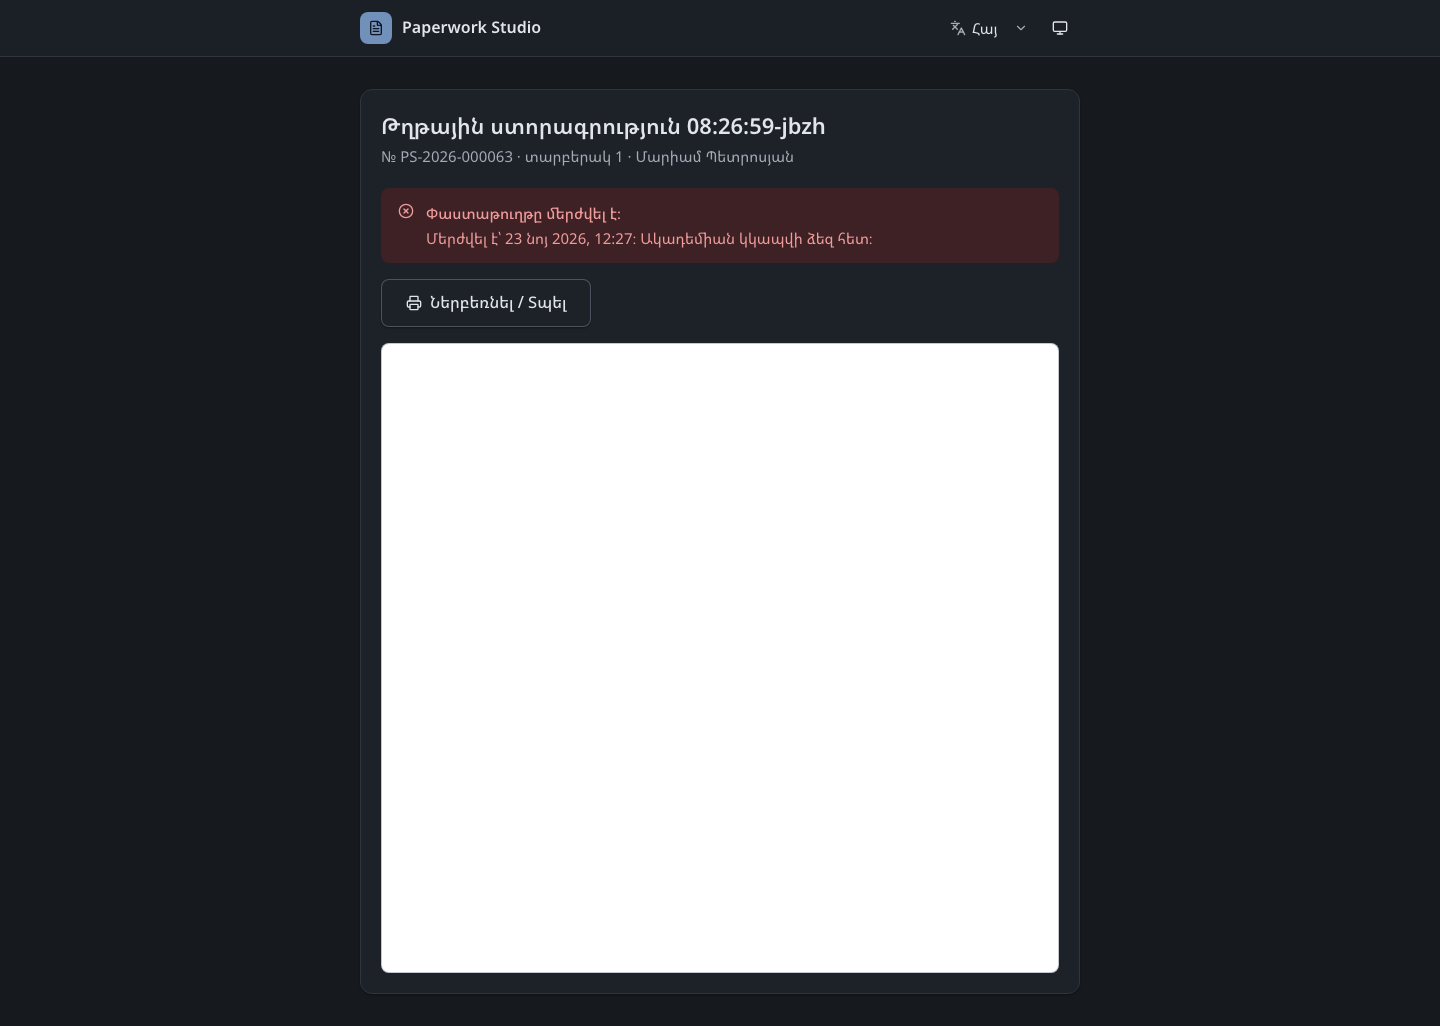 Paperwork Studio
Հայ
Թղթային ստորագրություն 08:26:59-jbzh
№ PS-2026-000063 · տարբերակ 1 · Մարիամ Պետրոսյան
Փաստաթուղթը մերժվել է։
Մերժվել է՝ 23 նոյ 2026, 12:27։ Ակադեմիան կկապվի ձեզ հետ։
Ներբեռնել / Տպել